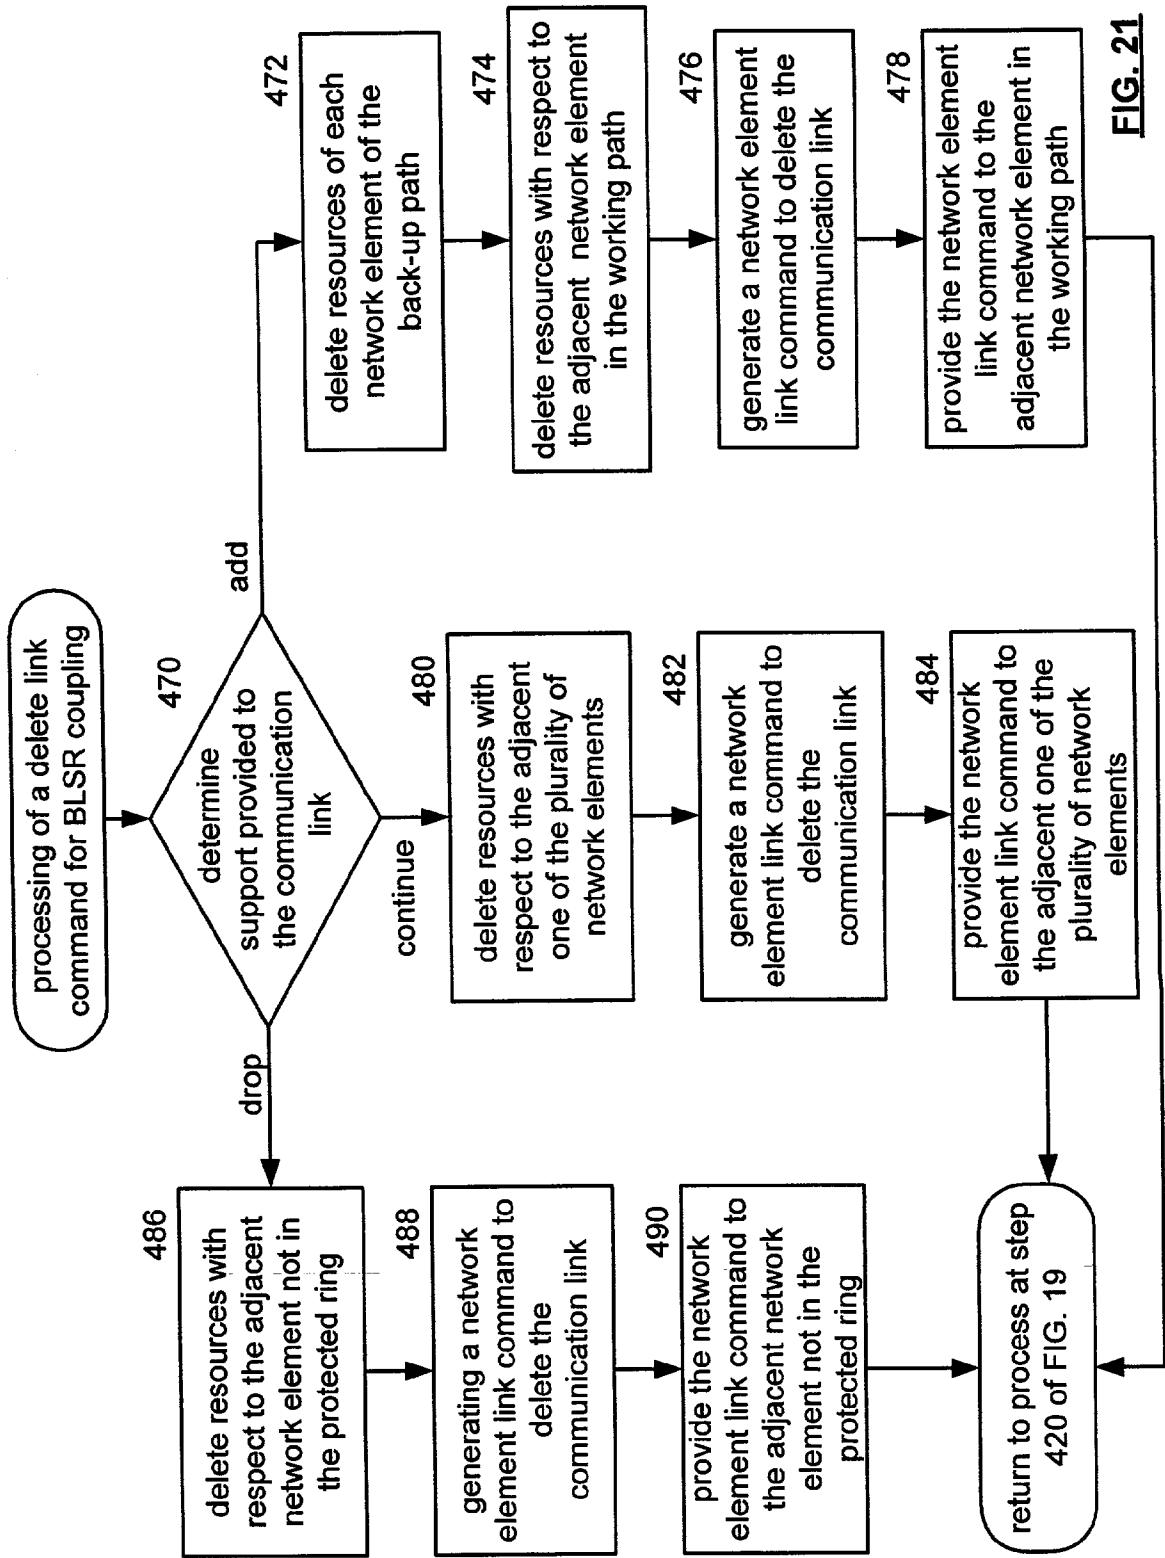 processing of a delete link
command for BLSR coupling
470
determine
support provided to
the communication
link
add
472
delete resources of each
network element of the
back-up path
474
delete resources with respect to
the adjacent network element
in the working path
476
generate a network element
link command to delete the
communication link
478
provide the network element
link command to the
adjacent network element in
the working path
continue
480
delete resources with
respect to the adjacent
one of the plurality of
network elements
482
generate a network
element link command to
delete the
communication link
484
provide the network
element link command to
the adjacent one of the
plurality of network
elements
drop
486
delete resources with
respect to the adjacent
network element not in
the protected ring
488
generating a network
element link command to
delete the
communication link
490
provide the network
element link command to
the adjacent network
element not in the
protected ring
return to process at step
420 of FIG. 19
FIG. 21